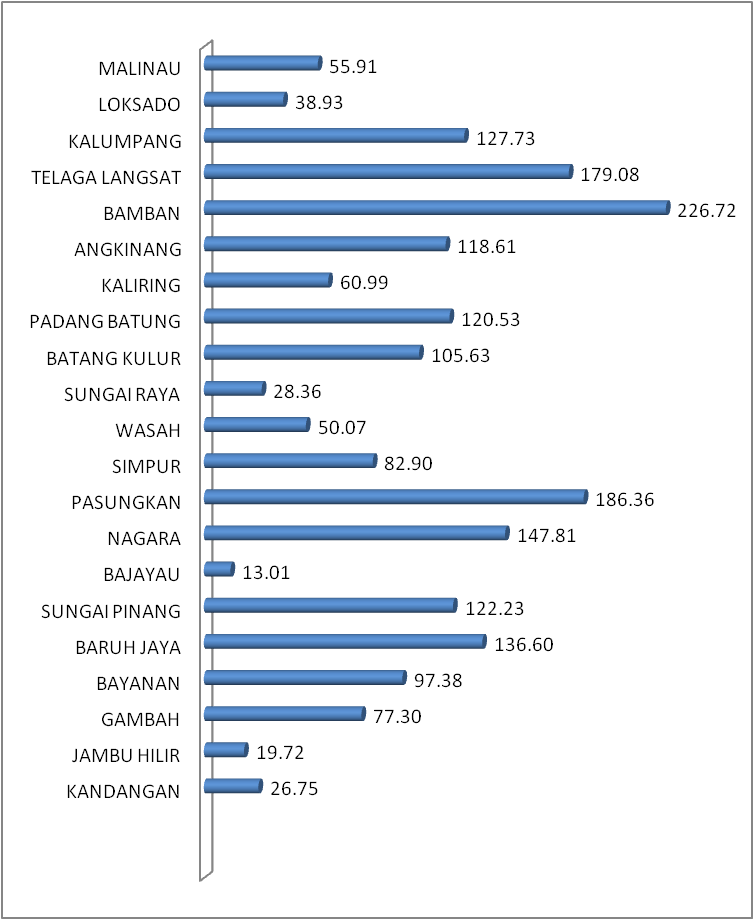 MALINAU 55.91
LOKSADO 38.93
KALUMPANG 127.73
TELAGA LANGSAT 179.08
BAMBAN 226.72
ANGKINANG 118.61
KALIRING 60.99
PADANG BATUNG 120.53
BATANG KULUR 105.63
SUNGAI RAYA 28.36
WASAH 50.07
SIMPUR 82.90
PASUNGKAN 186.36
NAGARA 147.81
BAJAYAU 13.01
SUNGAI PINANG 122.23
BARUH JAYA 136.60
BAYANAN 97.38
GAMBAH 77.30
JAMBU HILIR 19.72
KANDANGAN 26.75